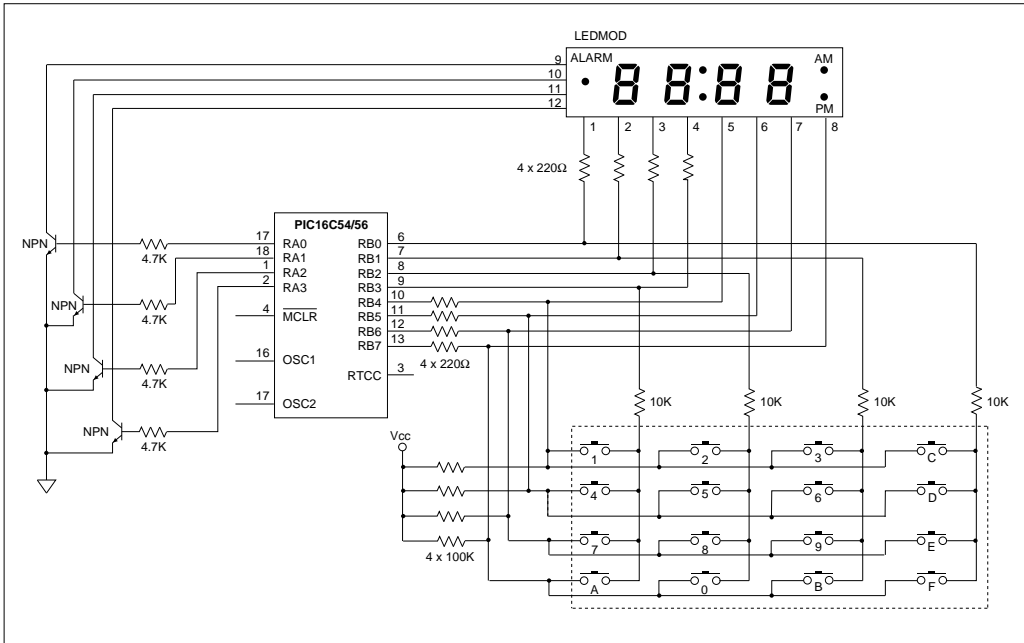 LEDMOD
9 ALARM AM
10
11
12 PM
1 2 3 4 5 6 7 8
4 x 220Ω
PIC16C54/56
NPN 4.7K 17 RA0 RB0 6
18 RA1 RB1 7
1 RA2 RB2 8
2 RA3 RB3 9
NPN 4.7K RB4 10
4 MCLR RB5 11
RB6 12
RB7 13
4 x 220Ω
NPN 4.7K 16 OSC1
RTCC 3
17 OSC2
10K 10K 10K 10K
NPN 4.7K
Vcc
1 2 3 C
4 5 6 D
7 8 9 E
4 x 100K
A 0 B F